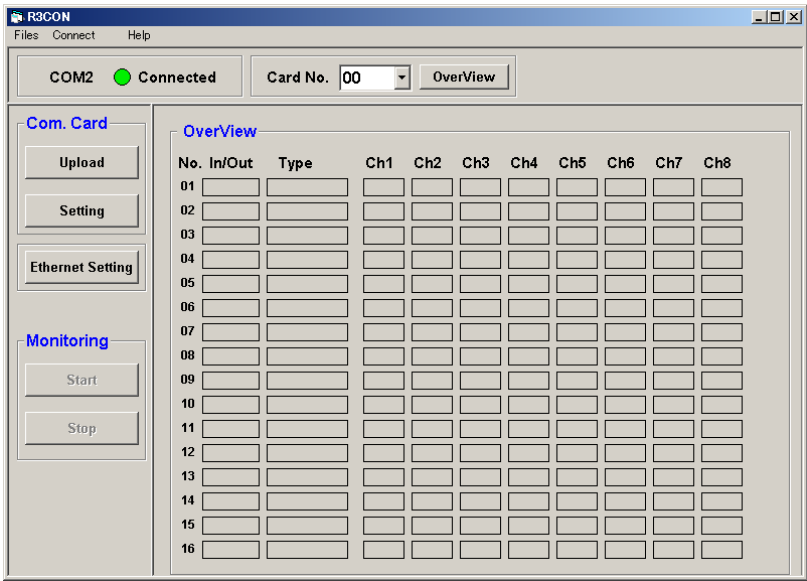 R3CON
Files Connect Help
COM2 Connected Card No. 00 OverView
Com. Card
Upload
Setting
Ethernet Setting
Monitoring
Start
Stop
OverView
No. In/Out Type Ch1 Ch2 Ch3 Ch4 Ch5 Ch6 Ch7 Ch8
01
02
03
04
05
06
07
08
09
10
11
12
13
14
15
16